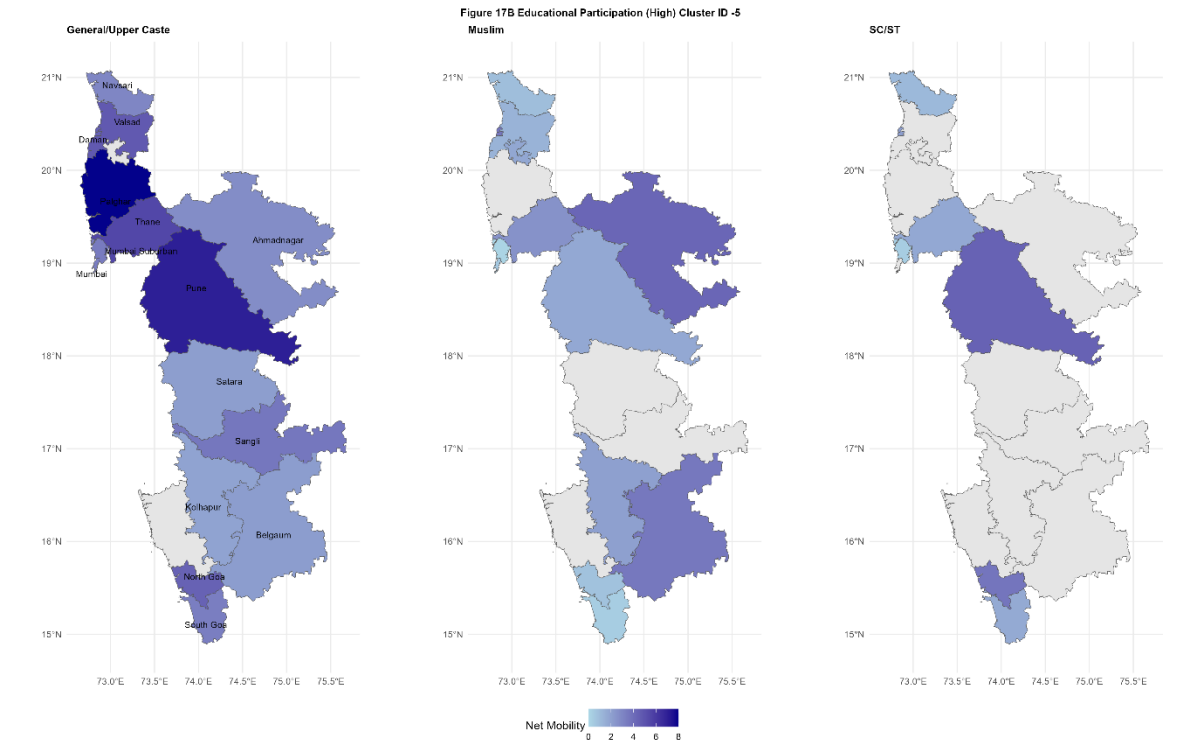 Figure 17B Educational Participation (High) Cluster ID -5
General/Upper Caste
Muslim
SC/ST
21°N
20°N
19°N
18°N
17°N
16°N
15°N
Navsari
Valsad
Daman
Palghar
Thane
Mumbai Suburban
Mumbai
Ahmadnagar
Pune
Satara
Sangli
Kolhapur
Belgaum
North Goa
South Goa
73.0°E 73.5°E 74.0°E 74.5°E 75.0°E 75.5°E
21°N
20°N
19°N
18°N
17°N
16°N
15°N
73.0°E 73.5°E 74.0°E 74.5°E 75.0°E 75.5°E
21°N
20°N
19°N
18°N
17°N
16°N
15°N
73.0°E 73.5°E 74.0°E 74.5°E 75.0°E 75.5°E
Net Mobility
0 2 4 6 8